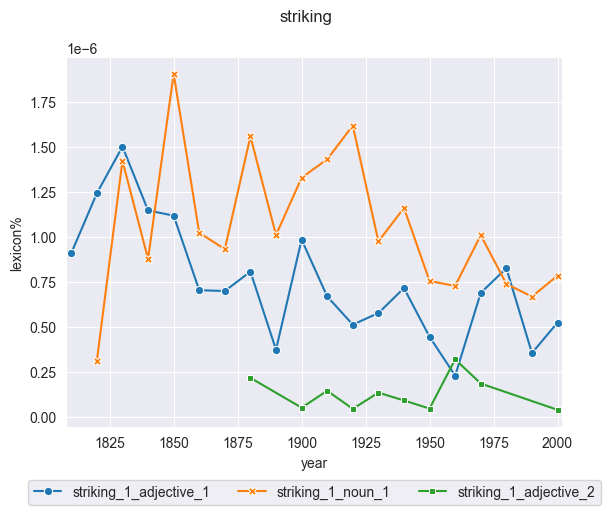 striking
1e−6
1.75
1.50
1.25
1.00
0.75
0.50
0.25
0.00
lexicon%
1825 1850 1875 1900 1925 1950 1975 2000
year
striking_1_adjective_1 striking_1_noun_1 striking_1_adjective_2